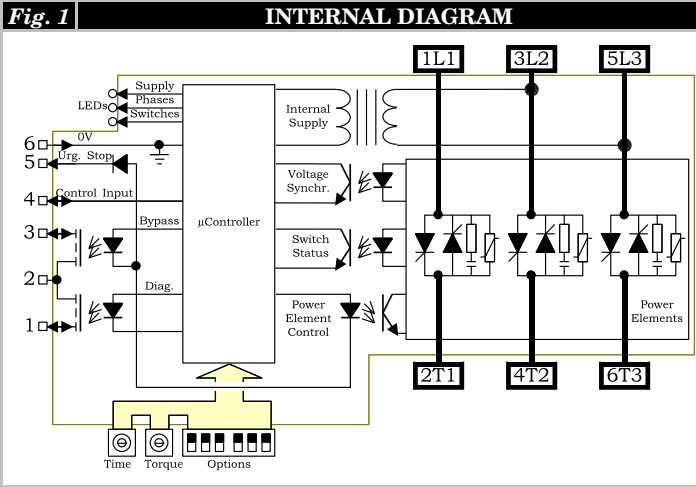 Fig. 1
INTERNAL DIAGRAM
1L1
3L2
5L3
Supply
LEDs
Phases
Switches
Internal
Supply
6
0V
5
Urg. Stop
4
Control Input
Voltage
Synchr.
µController
3
Bypass
Switch
Status
2
Diag.
1
Power
Element
Control
Power
Elements
2T1
4T2
6T3
Time
Torque
Options